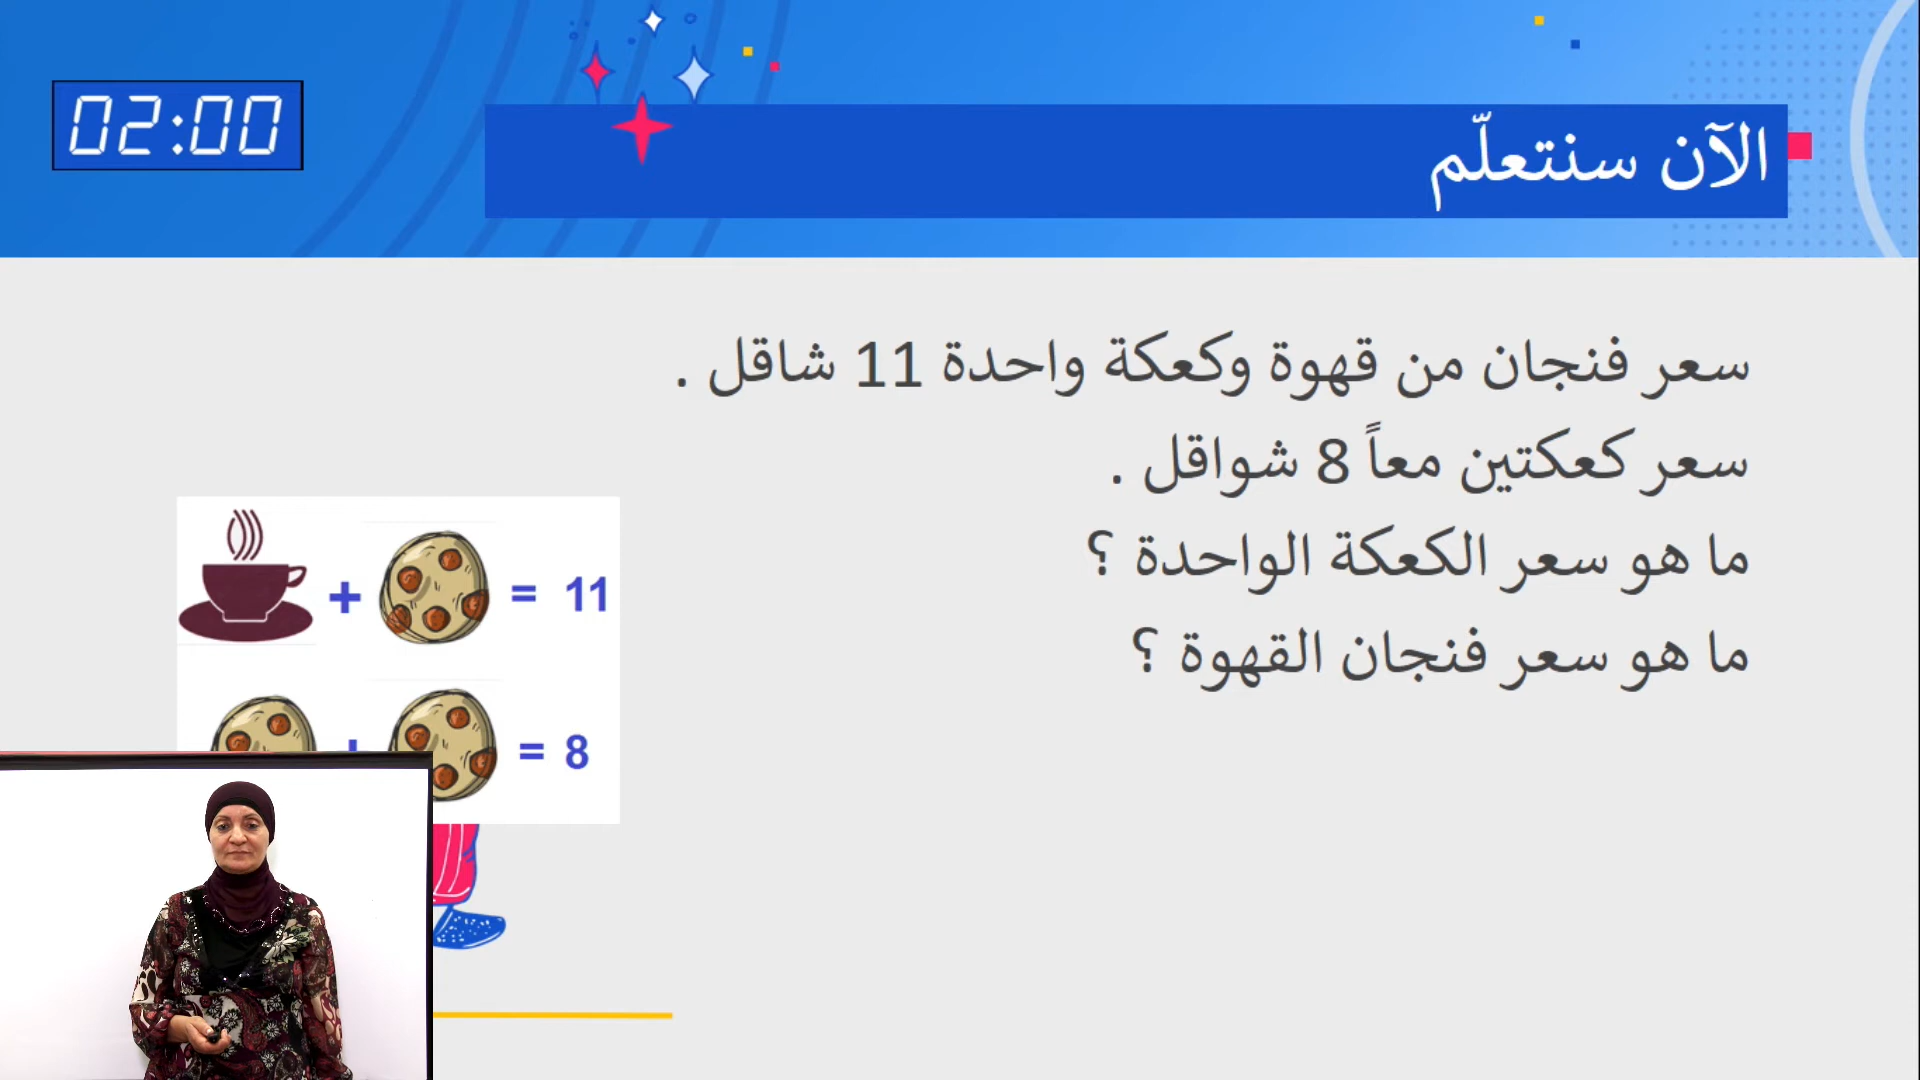 02:00
الآن سنتعلّم
سعر فنجان من قهوة وكعكة واحدة 11 شاقل .
سعر كعكتين معاً 8 شواقل .
ما هو سعر الكعكة الواحدة ؟
ما هو سعر فنجان القهوة ؟
+ = 11
+ = 8